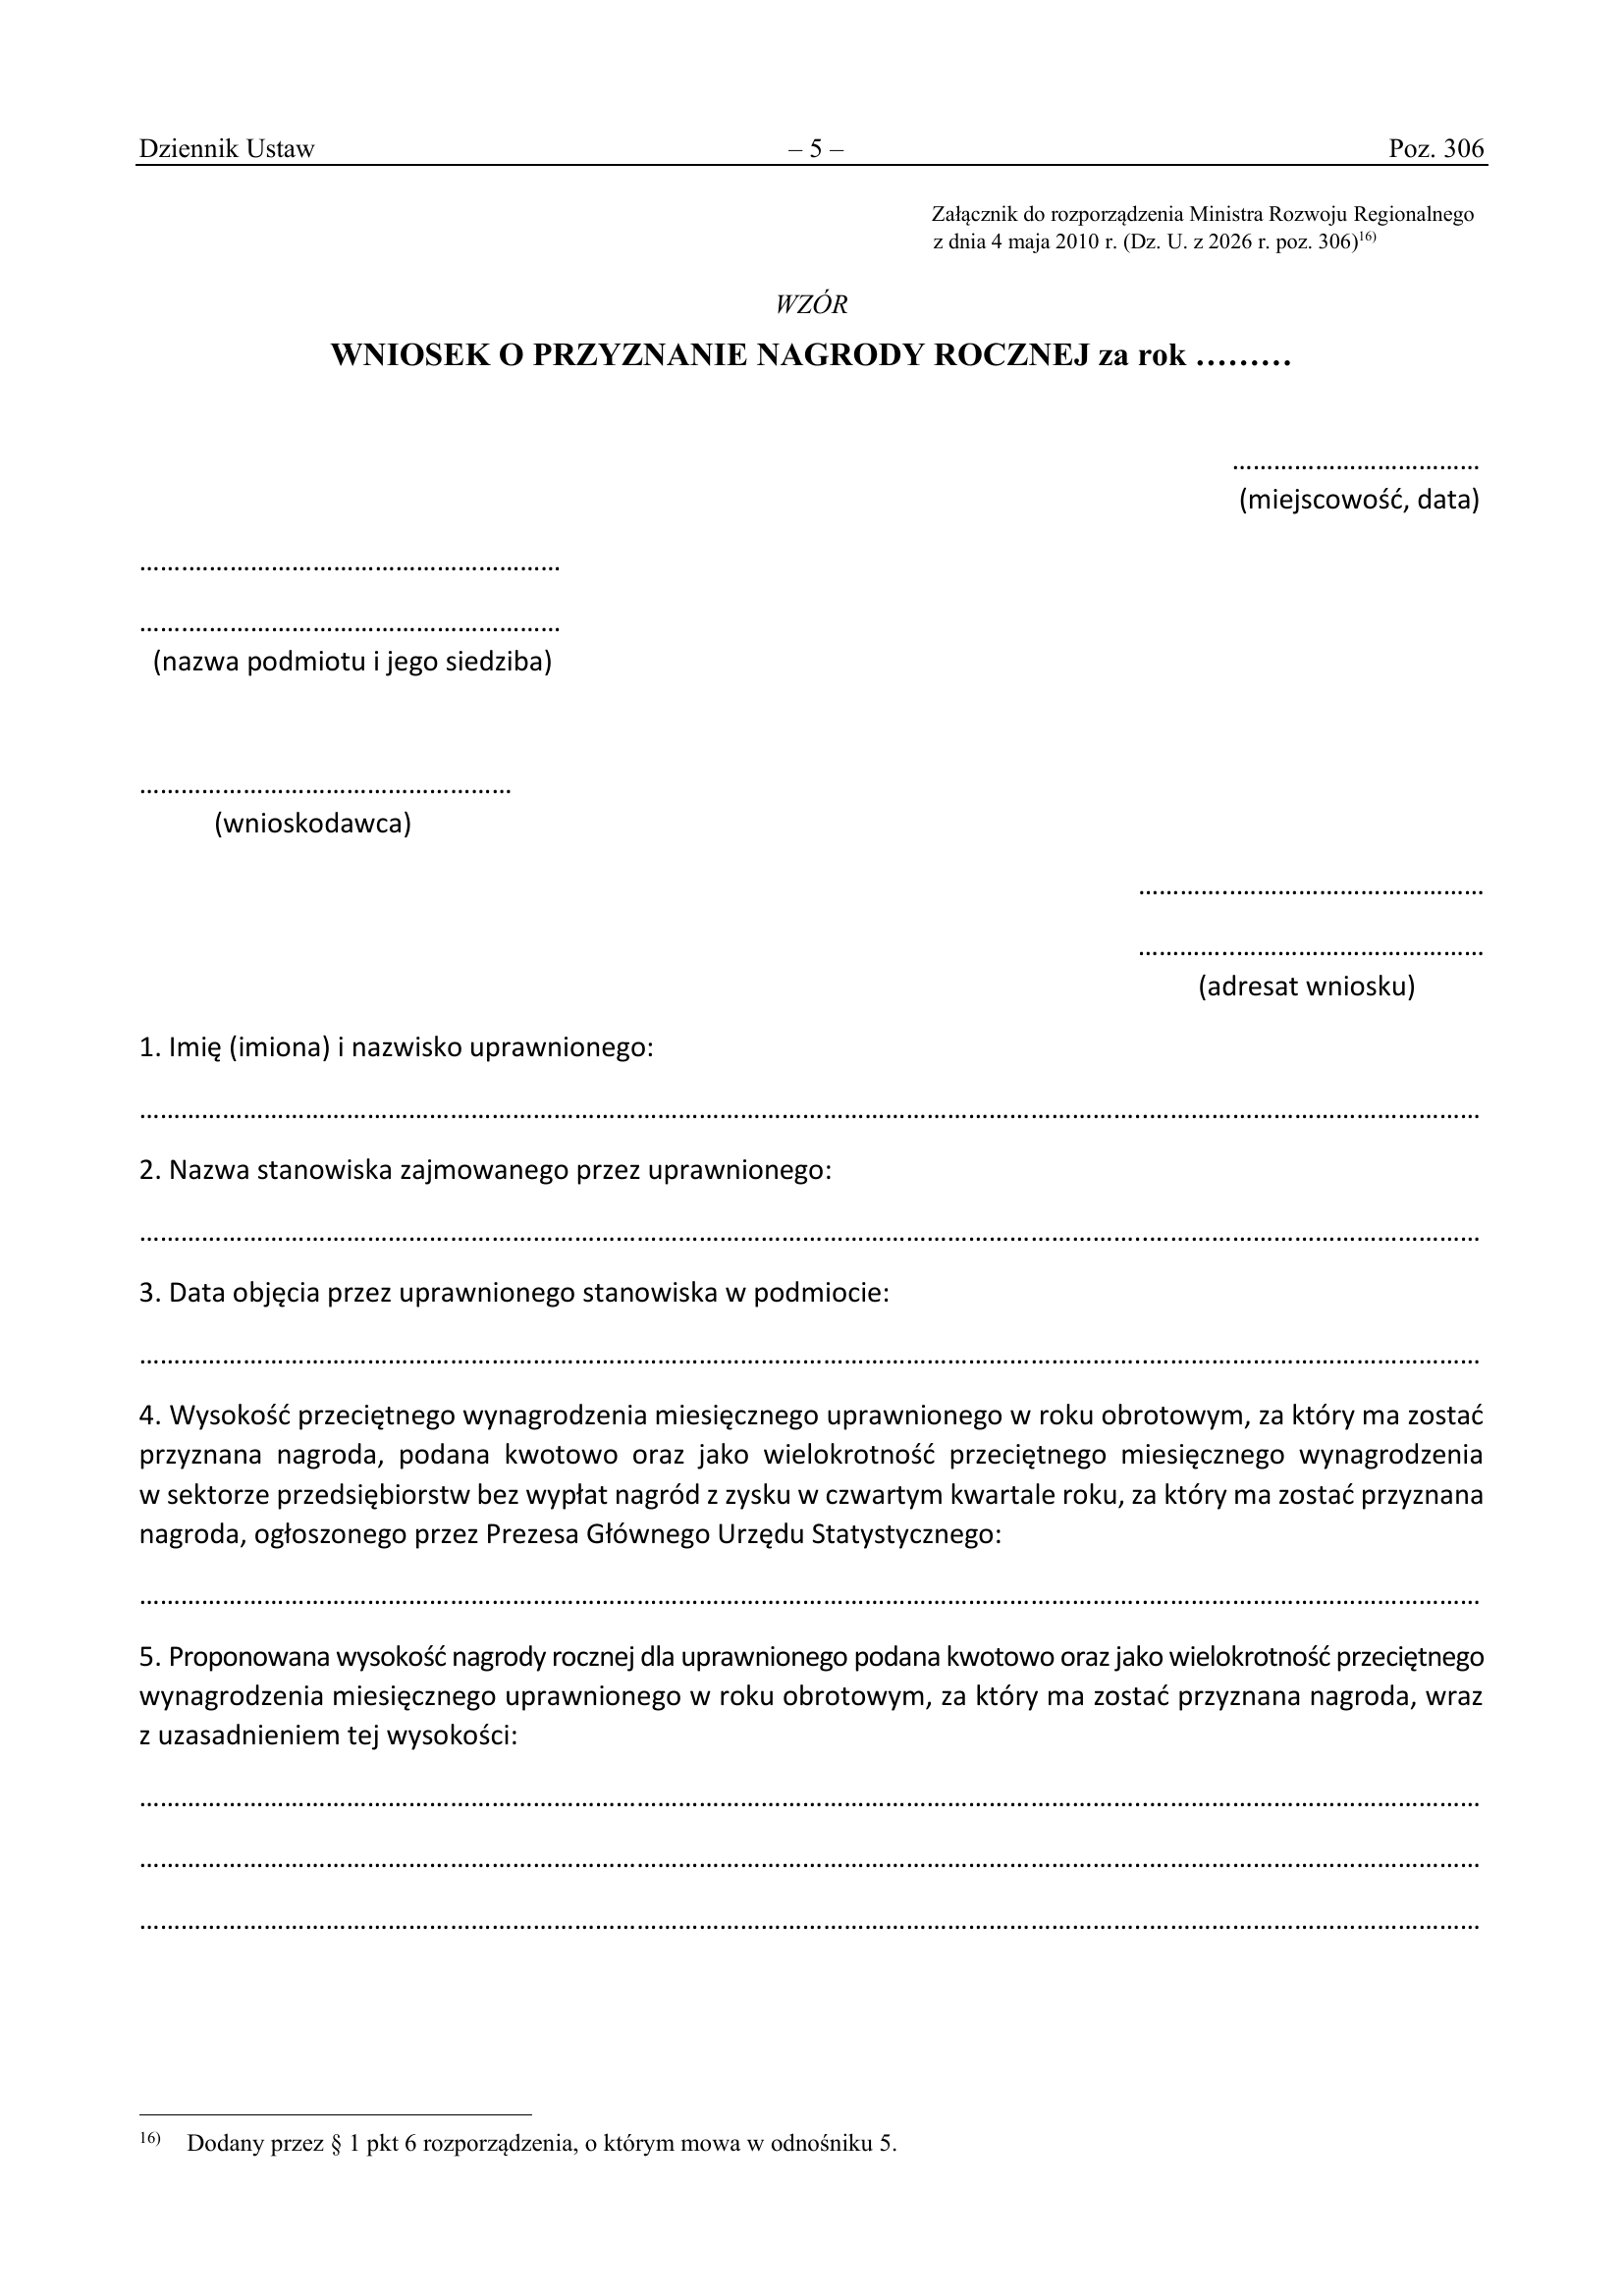 Dziennik Ustaw – 5 – Poz. 306
Załącznik do rozporządzenia Ministra Rozwoju Regionalnego
z dnia 4 maja 2010 r. (Dz. U. z 2026 r. poz. 306)16)
WZÓR
WNIOSEK O PRZYZNANIE NAGRODY ROCZNEJ za rok ………
………………………………
(miejscowość, data)
……………………………………………………
……………………………………………………
(nazwa podmiotu i jego siedziba)
………………………………………………
(wnioskodawca)
……………………………………………
……………………………………………
(adresat wniosku)
1. Imię (imiona) i nazwisko uprawnionego:
………………………………………………………………………………………………………………………………………………
2. Nazwa stanowiska zajmowanego przez uprawnionego:
………………………………………………………………………………………………………………………………………………
3. Data objęcia przez uprawnionego stanowiska w podmiocie:
………………………………………………………………………………………………………………………………………………
4. Wysokość przeciętnego wynagrodzenia miesięcznego uprawnionego w roku obrotowym, za który ma zostać
przyznana nagroda, podana kwotowo oraz jako wielokrotność przeciętnego miesięcznego wynagrodzenia
w sektorze przedsiębiorstw bez wypłat nagród z zysku w czwartym kwartale roku, za który ma zostać przyznana
nagroda, ogłoszonego przez Prezesa Głównego Urzędu Statystycznego:
………………………………………………………………………………………………………………………………………………
5. Proponowana wysokość nagrody rocznej dla uprawnionego podana kwotowo oraz jako wielokrotność przeciętnego
wynagrodzenia miesięcznego uprawnionego w roku obrotowym, za który ma zostać przyznana nagroda, wraz
z uzasadnieniem tej wysokości:
………………………………………………………………………………………………………………………………………………
………………………………………………………………………………………………………………………………………………
………………………………………………………………………………………………………………………………………………
16) Dodany przez § 1 pkt 6 rozporządzenia, o którym mowa w odnośniku 5.